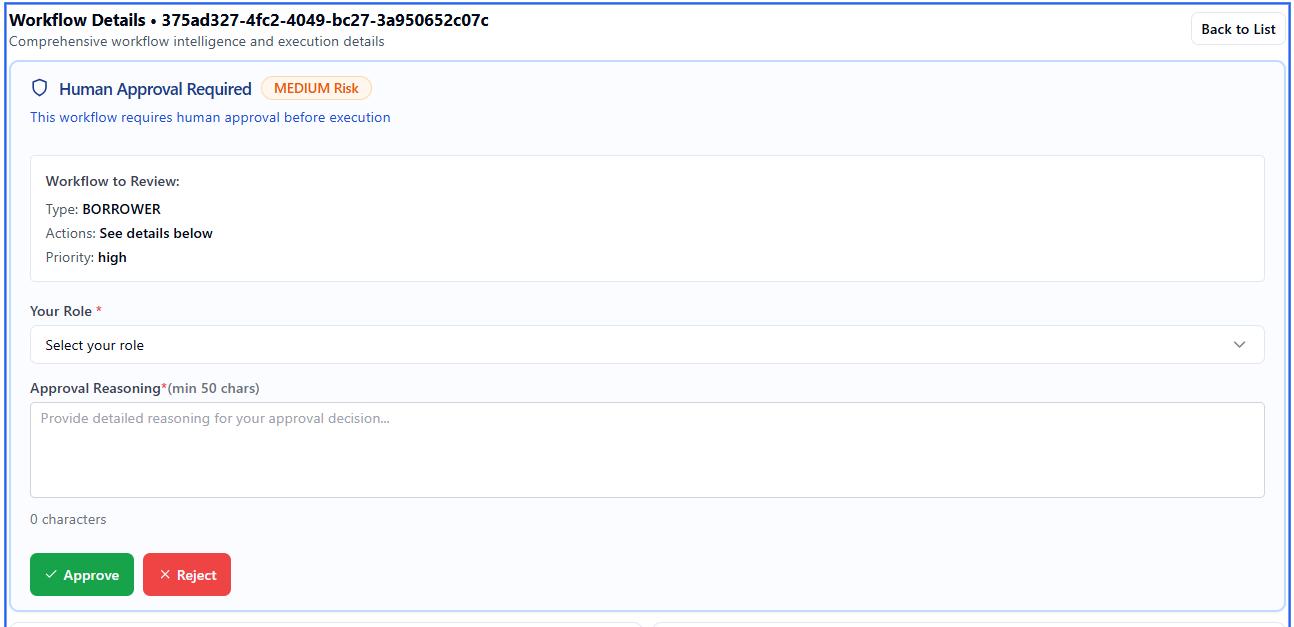 Workflow Details • 375ad327-4fc2-4049-bc27-3a950652c07c
Back to List
Comprehensive workflow intelligence and execution details
Human Approval Required
MEDIUM Risk
This workflow requires human approval before execution
Workflow to Review:
Type: BORROWER
Actions: See details below
Priority: high
Your Role *
Select your role
Approval Reasoning*(min 50 chars)
Provide detailed reasoning for your approval decision...
0 characters
Approve
Reject